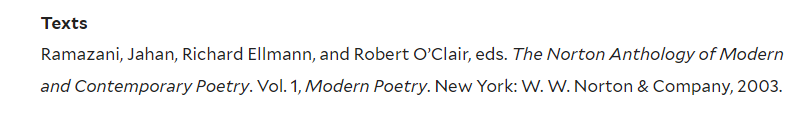 Texts
Ramazani, Jahan, Richard Ellmann, and Robert O’Clair, eds. The Norton Anthology of Modern
and Contemporary Poetry. Vol. 1, Modern Poetry. New York: W. W. Norton & Company, 2003.